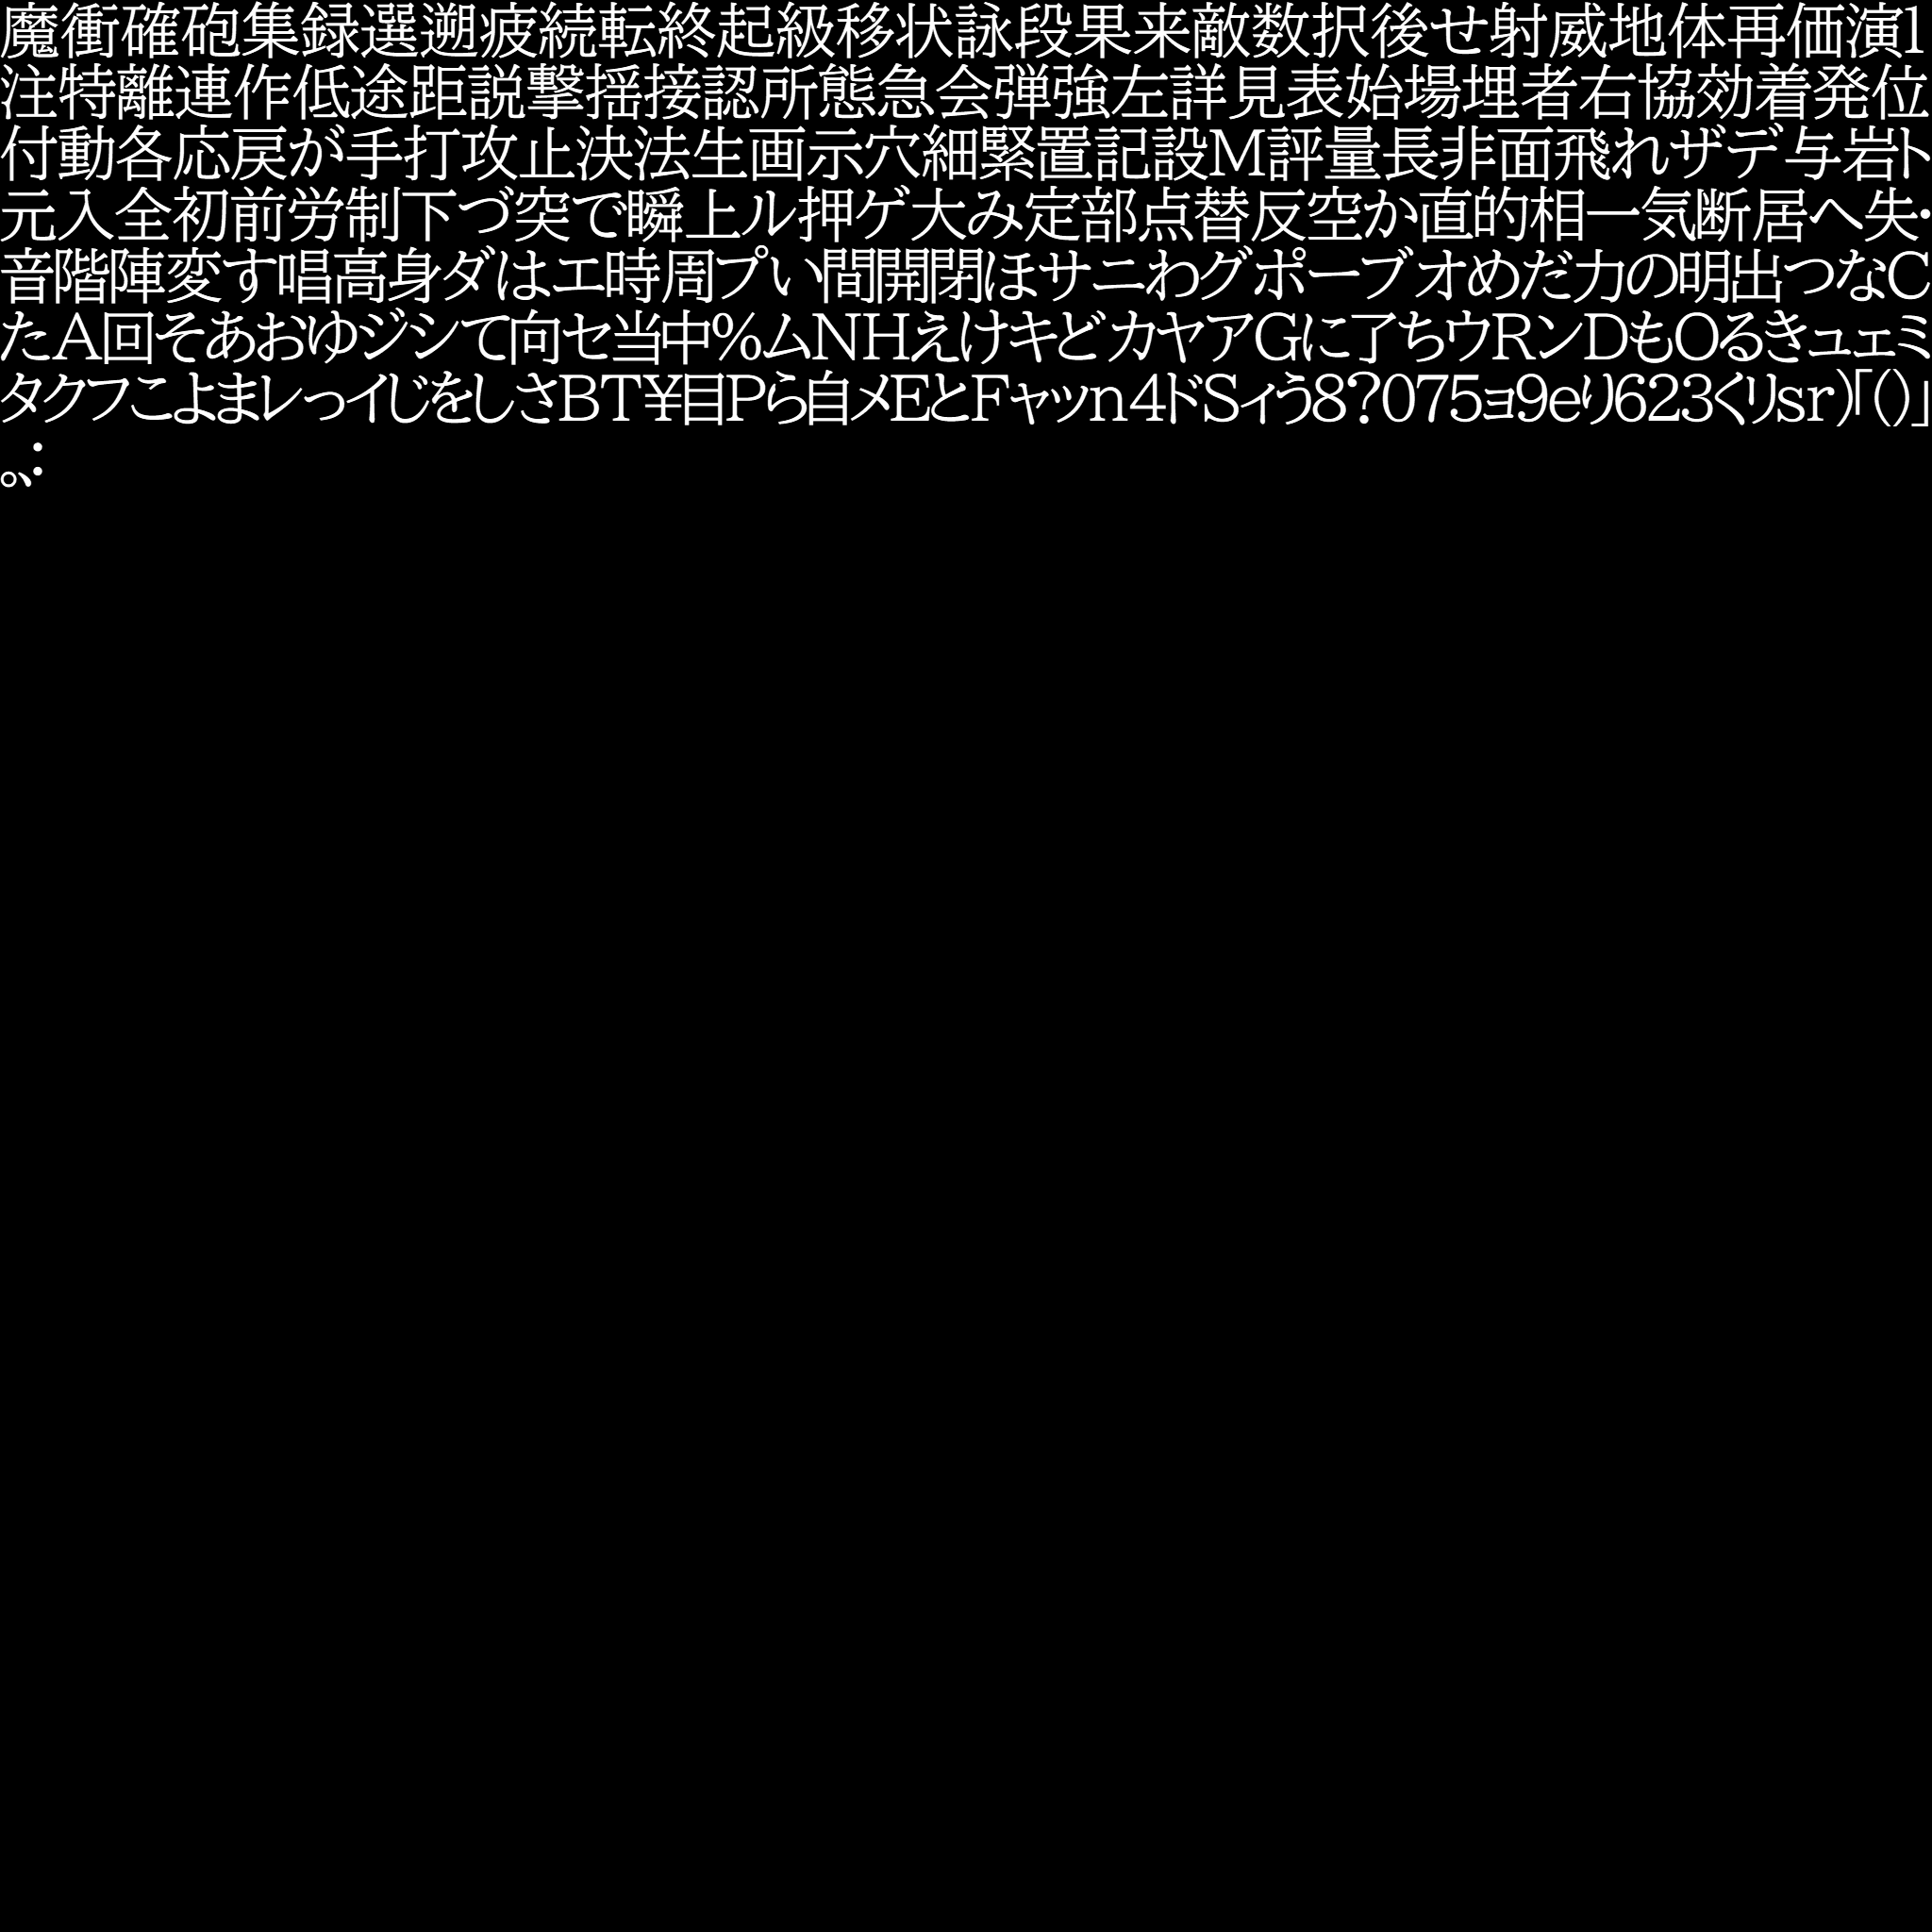 魔衝確砲集録選遡疲続転終起級移状詠段果来敵数択後せ射威地体再価演l
注特離連作低途距説撃揺接認所態急会弾強左詳見表始場埋者右協効着発位
付動各応戻が手打攻止決法生画示穴細緊置記設M評量長非面飛れザデ与岩ト
元入全初前労制下づ突で瞬上ル押ゲ大み定部点替反空か直的相一気断居へ失・
音階陣変す唱高身ダはエ時周プい間開閉ほサニわグポーブオめだ力の明出つなC
たA回そあおゆジシて向セ当中%ムNHえけキどカヤアGに了ちウRンDもOるきュェミ
タクフこよまレっイじをしさBT¥目Pら自メEとFャッn4ドSィう8?075ョ9eり623くリsr)｢()」
。、: